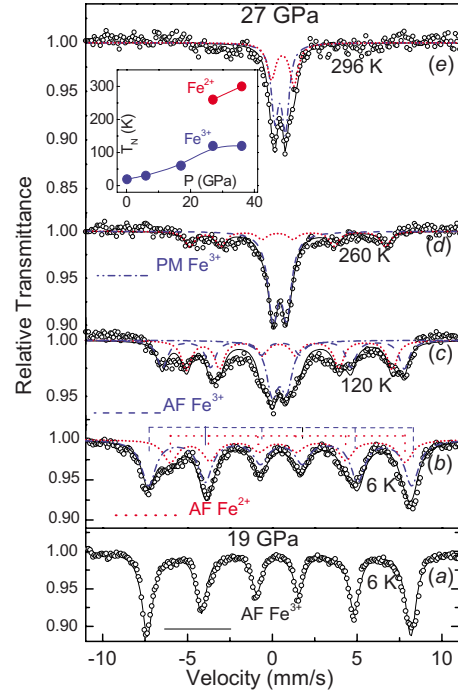 27 GPa
1.00
0.95
0.90
0.85
296 K
(e)
300
200
100
0
T_N (K)
Fe²⁺
Fe³⁺
0 10 20 30 40
P (GPa)
1.00
0.95
0.90
260 K
(d)
PM Fe³⁺
1.00
0.95
120 K
(c)
AF Fe³⁺
1.00
0.95
0.90
6 K
(b)
AF Fe²⁺
19 GPa
1.00
0.95
0.90
6 K
(a)
AF Fe³⁺
-10 -5 0 5 10
Velocity (mm/s)
Relative Transmittance